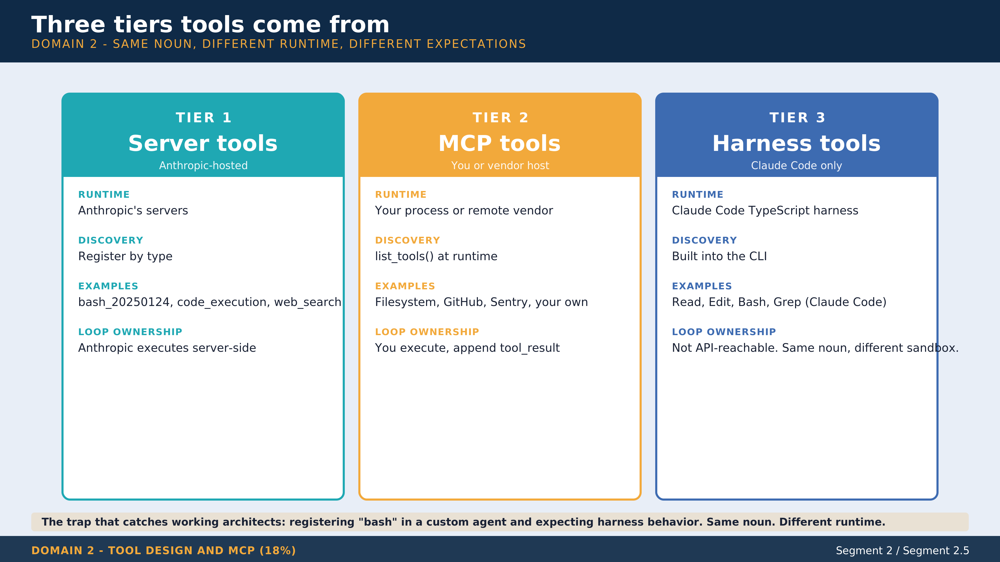 Three tiers tools come from
DOMAIN 2 - SAME NOUN, DIFFERENT RUNTIME, DIFFERENT EXPECTATIONS
TIER 1
Server tools
Anthropic-hosted
RUNTIME
Anthropic's servers
DISCOVERY
Register by type
EXAMPLES
bash_20250124, code_execution, web_search
LOOP OWNERSHIP
Anthropic executes server-side
TIER 2
MCP tools
You or vendor host
RUNTIME
Your process or remote vendor
DISCOVERY
list_tools() at runtime
EXAMPLES
Filesystem, GitHub, Sentry, your own
LOOP OWNERSHIP
You execute, append tool_result
TIER 3
Harness tools
Claude Code only
RUNTIME
Claude Code TypeScript harness
DISCOVERY
Built into the CLI
EXAMPLES
Read, Edit, Bash, Grep (Claude Code)
LOOP OWNERSHIP
Not API-reachable. Same noun, different sandbox.
The trap that catches working architects: registering "bash" in a custom agent and expecting harness behavior. Same noun. Different runtime.
DOMAIN 2 - TOOL DESIGN AND MCP (18%)
Segment 2 / Segment 2.5